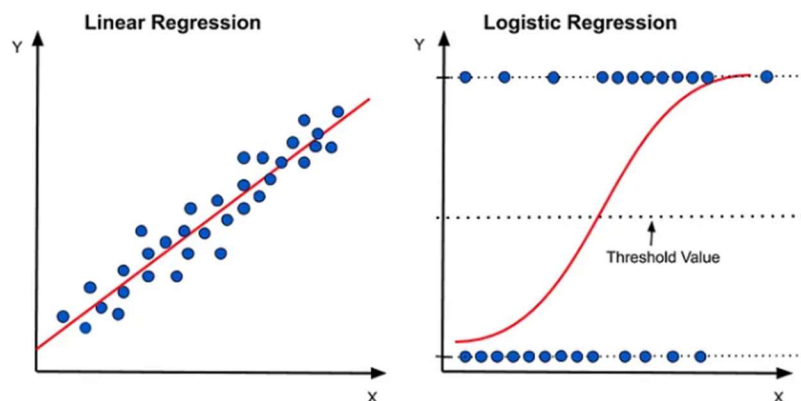 Linear Regression
Y
X
Logistic Regression
Y
Threshold Value
X